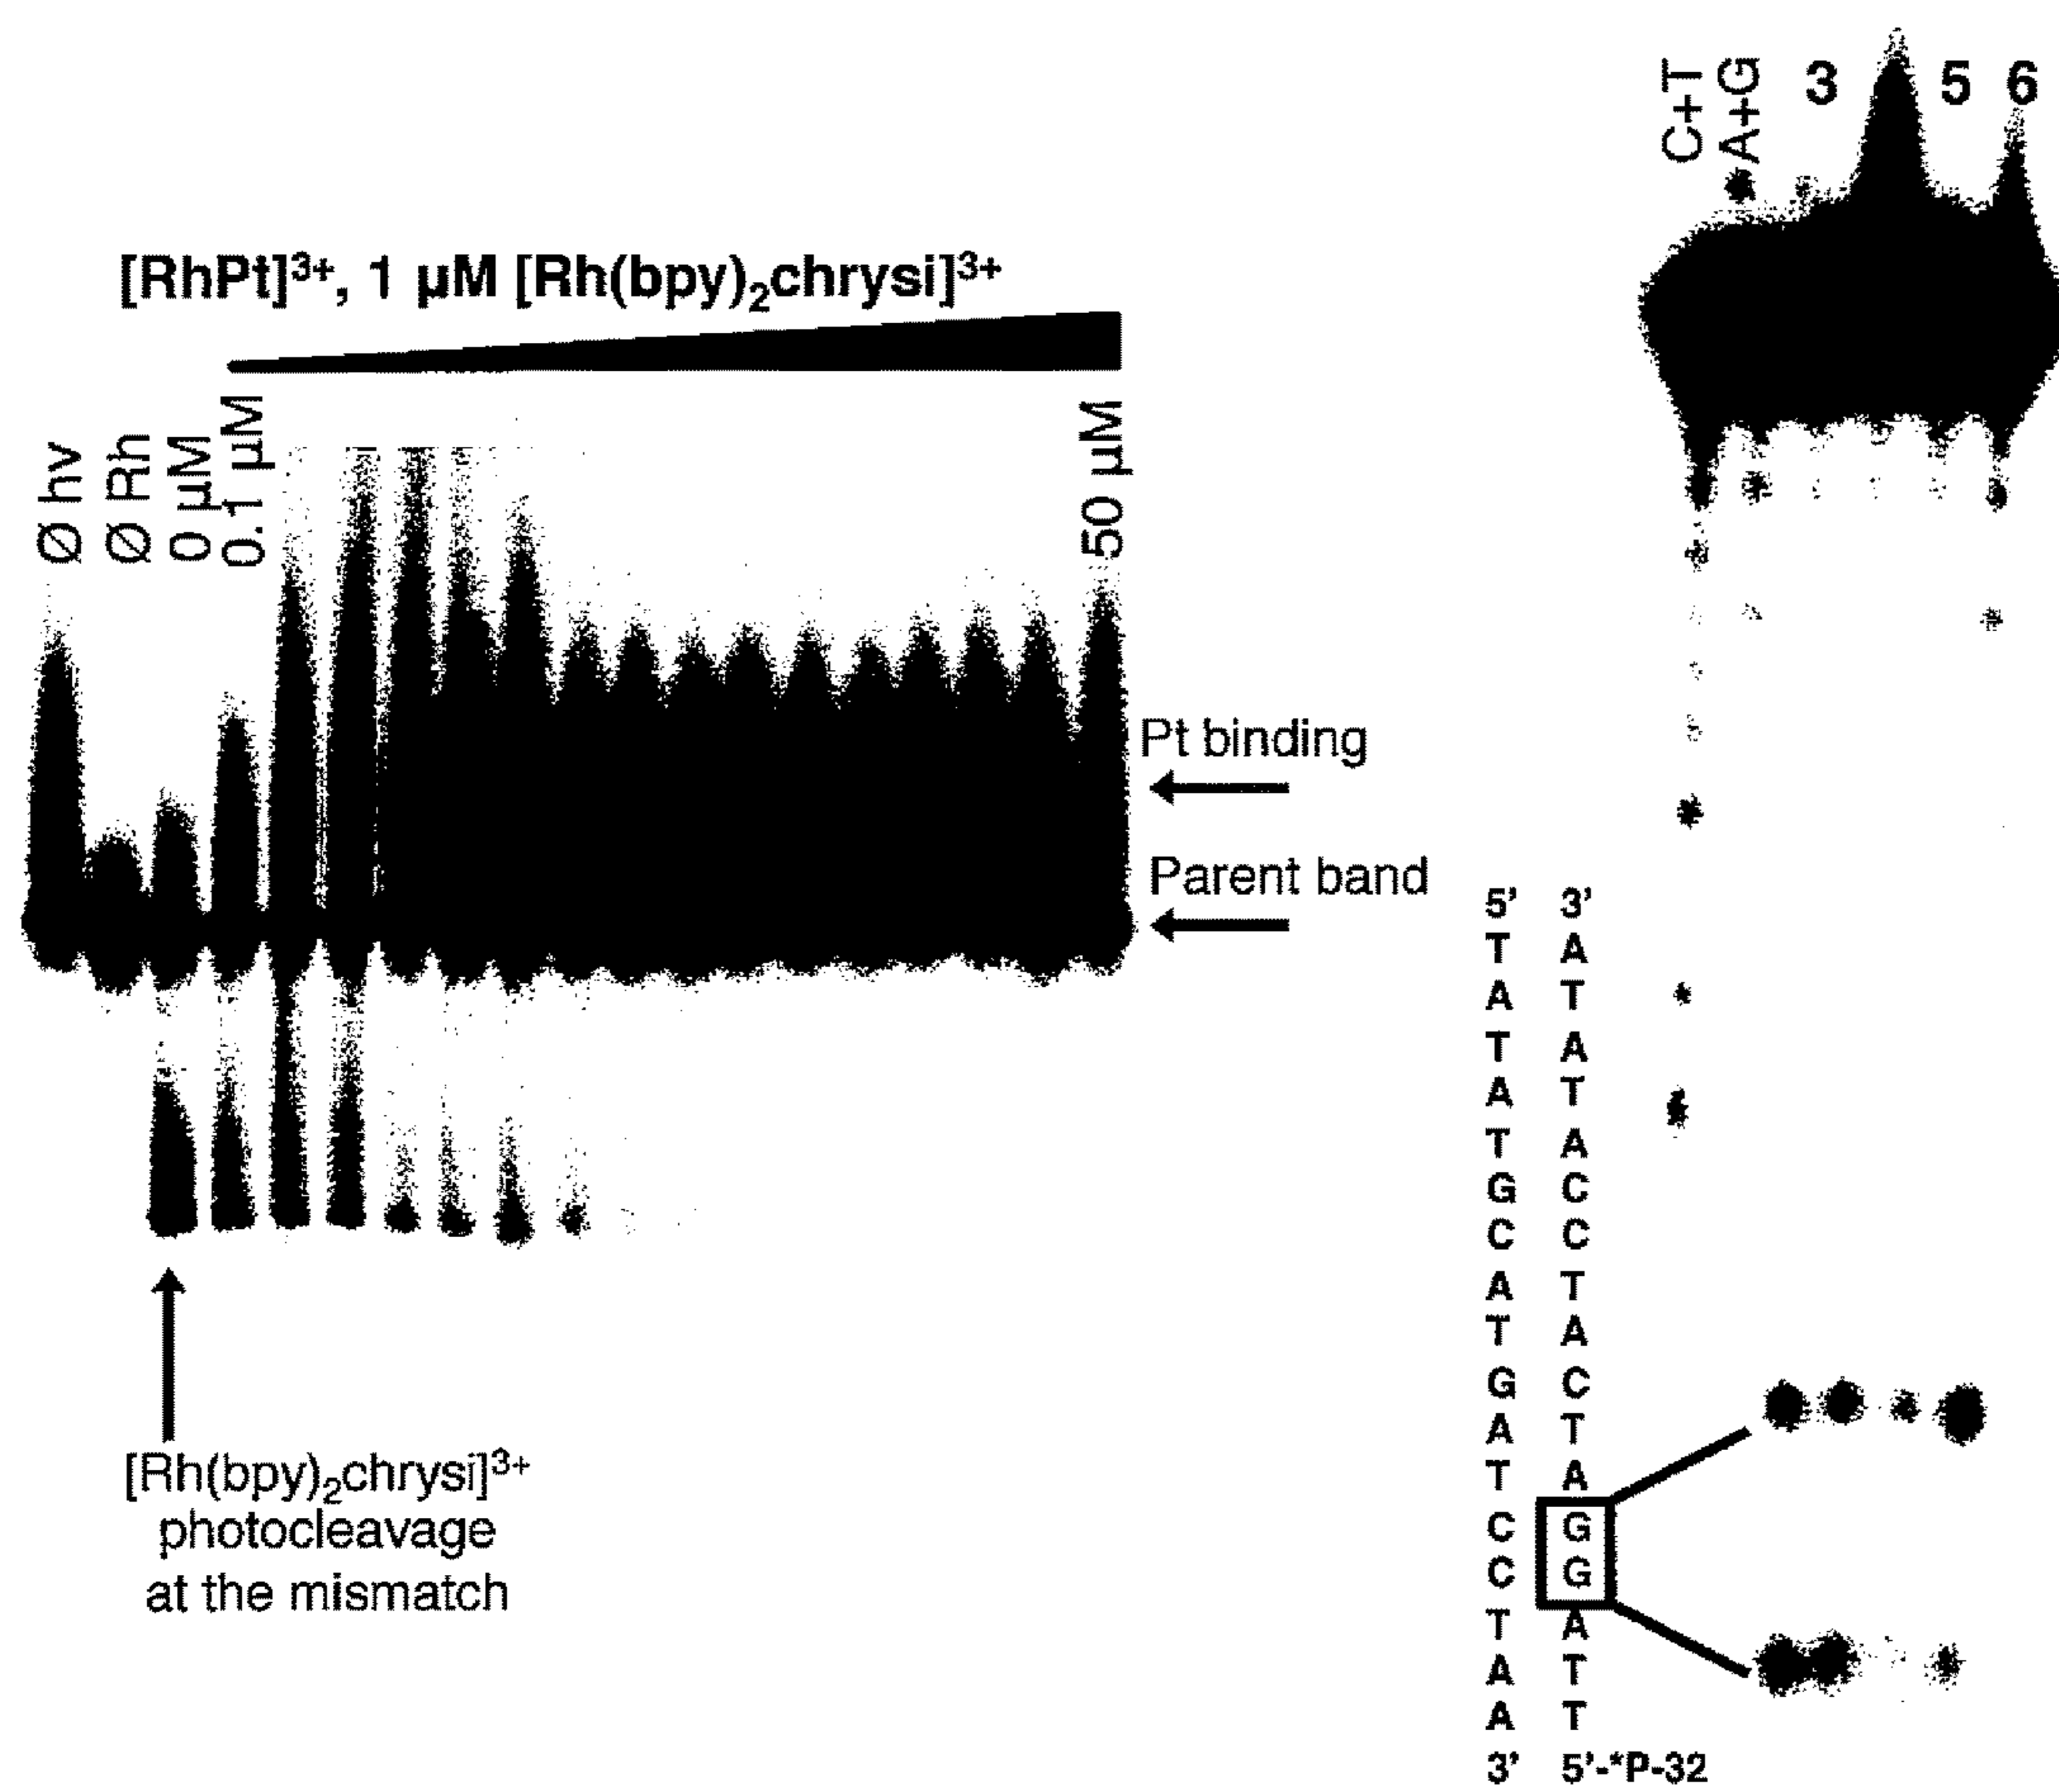 [RhPt]³⁺, 1 µM [Rh(bpy)₂chrysi]³⁺
Ø hν
Ø Rh
0 µM
0.1 µM
50 µM
Pt binding
Parent band
[Rh(bpy)₂chrysi]³⁺
photocleavage
at the mismatch
C+T
A+G
3
5
6
5' 3'
T A
A T
T A
A T
T A
G C
C C
A T
T A
G C
A T
T A
C G
C G
T A
A T
A T
3' 5'-*P-32